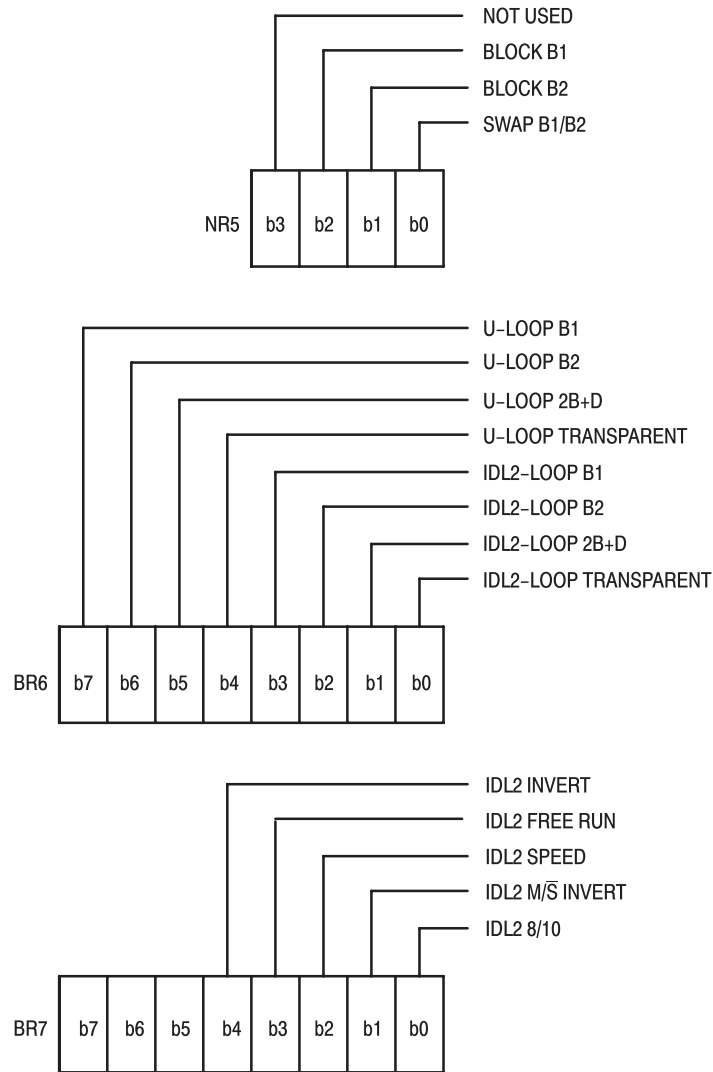 NOT USED
BLOCK B1
BLOCK B2
SWAP B1/B2
NR5 b3 b2 b1 b0
U–LOOP B1
U–LOOP B2
U–LOOP 2B+D
U–LOOP TRANSPARENT
IDL2–LOOP B1
IDL2–LOOP B2
IDL2–LOOP 2B+D
IDL2–LOOP TRANSPARENT
BR6 b7 b6 b5 b4 b3 b2 b1 b0
IDL2 INVERT
IDL2 FREE RUN
IDL2 SPEED
IDL2 M/S̅ INVERT
IDL2 8/10
BR7 b7 b6 b5 b4 b3 b2 b1 b0